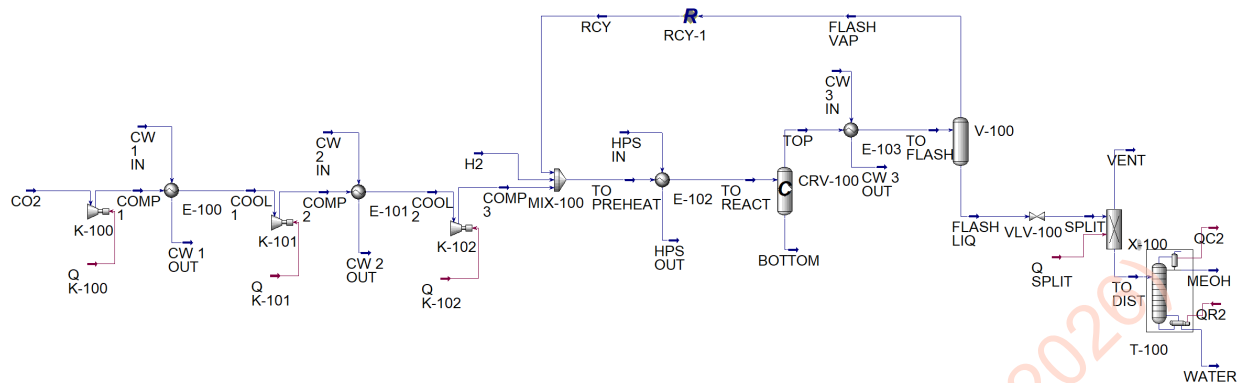 RCY
R
RCY-1
FLASH
VAP
CW
1
IN
CW
2
IN
H2
HPS
IN
CW
3
IN
TOP
E-103
TO
FLASH
V-100
VENT
CO2
COMP
1
K-100
E-100
COOL
1
COMP
2
K-101
E-101
COOL
2
COMP
3
K-102
MIX-100
TO
PREHEAT
E-102
TO
REACT
C
CRV-100
CW 3
OUT
FLASH
LIQ
VLV-100
SPLIT
X-100
QC2
CW 1
OUT
CW 2
OUT
HPS
OUT
BOTTOM
Q
SPLIT
TO
DIST
MEOH
QR2
Q
K-100
Q
K-101
Q
K-102
T-100
WATER
2026)